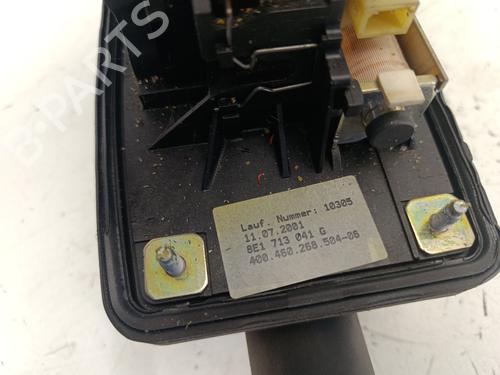 B-PARTS
Lauf. Nummer: 10305
11.07.2001
8E1 713 041 G
400.460.268.504-06